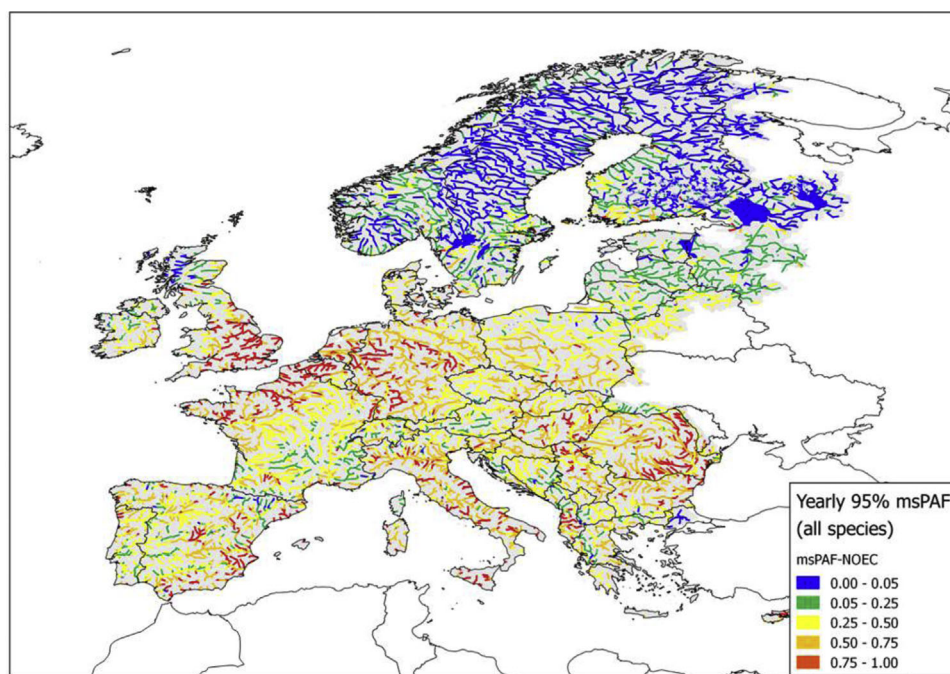 Yearly 95% msPAF
(all species)
msPAF-NOEC
0.00 - 0.05
0.05 - 0.25
0.25 - 0.50
0.50 - 0.75
0.75 - 1.00